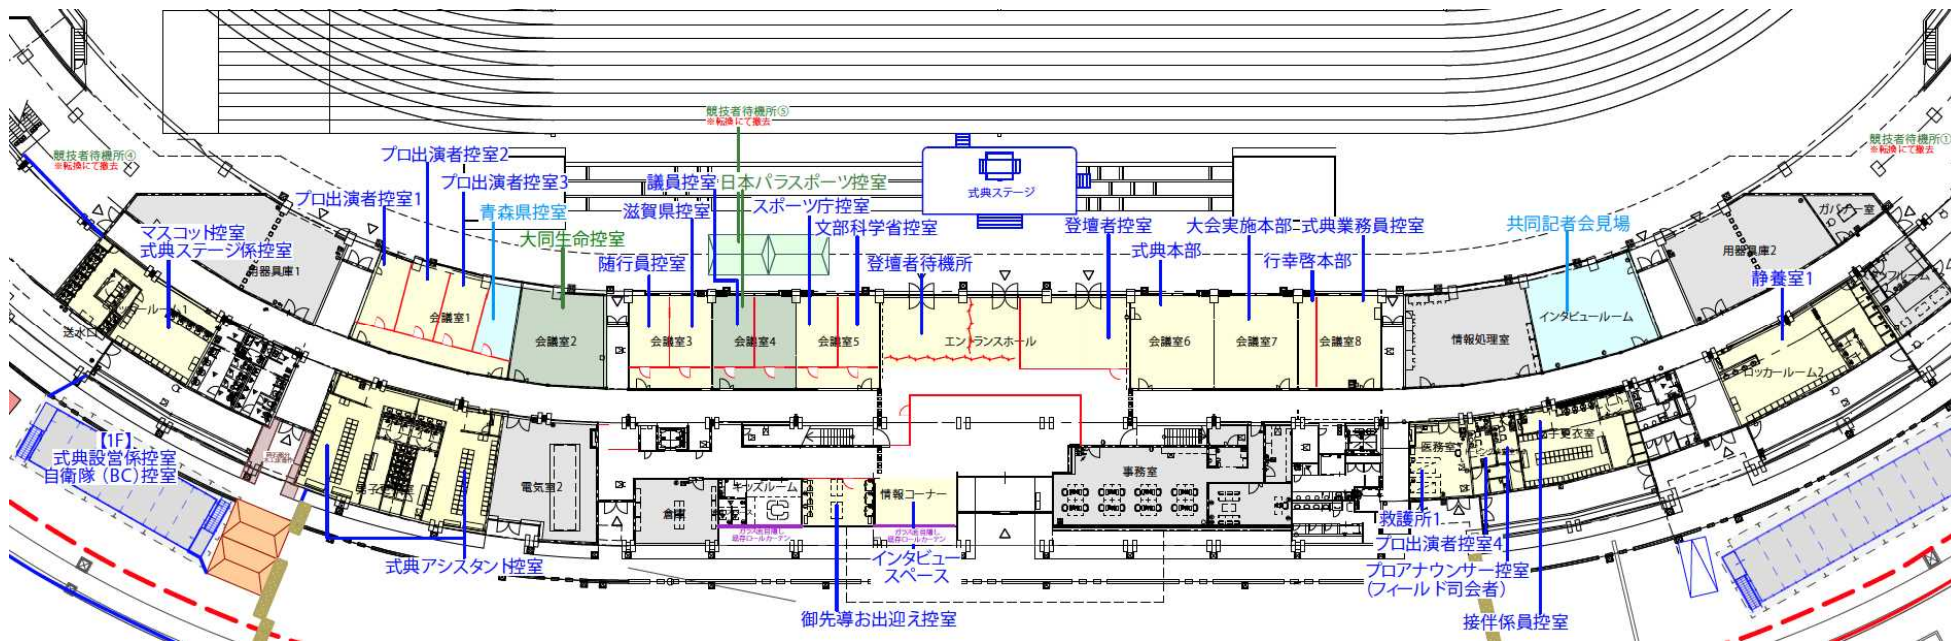 競技者待機所⑤
※転換にて撤去
競技者待機所④
※転換にて撤去
競技者待機所①
※転換にて撤去
プロ出演者控室2
プロ出演者控室3
プロ出演者控室1
青森県控室
大同生命控室
議員控室
日本パラスポーツ控室
滋賀県控室
スポーツ庁控室
文部科学省控室
随行員控室
登壇者待機所
式典ステージ
登壇者控室
式典本部
大会実施本部
式典業務員控室
行幸啓本部
共同記者会見場
静養室1
マスコット控室
式典ステージ係控室
用器具庫1
用器具庫2
ガバナー室
送水口
会議室1
会議室2
会議室3
会議室4
会議室5
エントランスホール
会議室6
会議室7
会議室8
情報処理室
インタビュールーム
ロッカールーム2
【1F】
式典設営係控室
自衛隊（BC）控室
電気室2
倉庫
キッズルーム
情報コーナー
事務室
医務室
式典アシスタント控室
インタビュー
スペース
御先導お出迎え控室
救護所1
プロ出演者控室4
プロアナウンサー控室
（フィールド司会者）
接伴係員控室